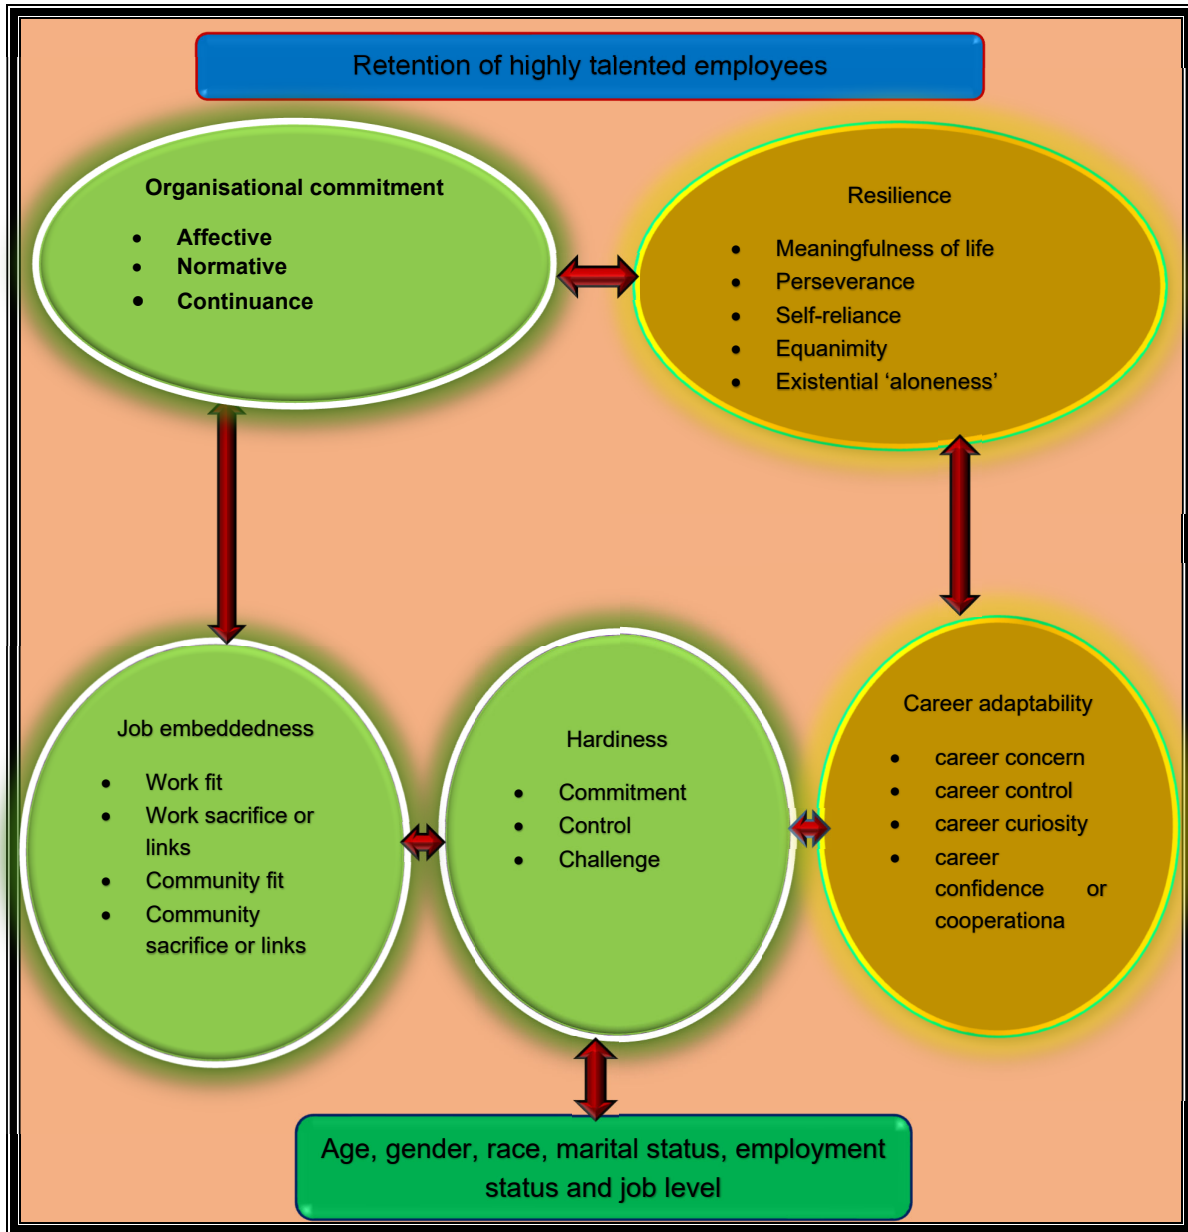 Retention of highly talented employees
Organisational commitment
• Affective
• Normative
• Continuance
Resilience
• Meaningfulness of life
• Perseverance
• Self-reliance
• Equanimity
• Existential ‘aloneness’
Job embeddedness
• Work fit
• Work sacrifice or
links
• Community fit
• Community
sacrifice or links
Hardiness
• Commitment
• Control
• Challenge
Career adaptability
• career concern
• career control
• career curiosity
• career
confidence or
cooperationa
Age, gender, race, marital status, employment
status and job level